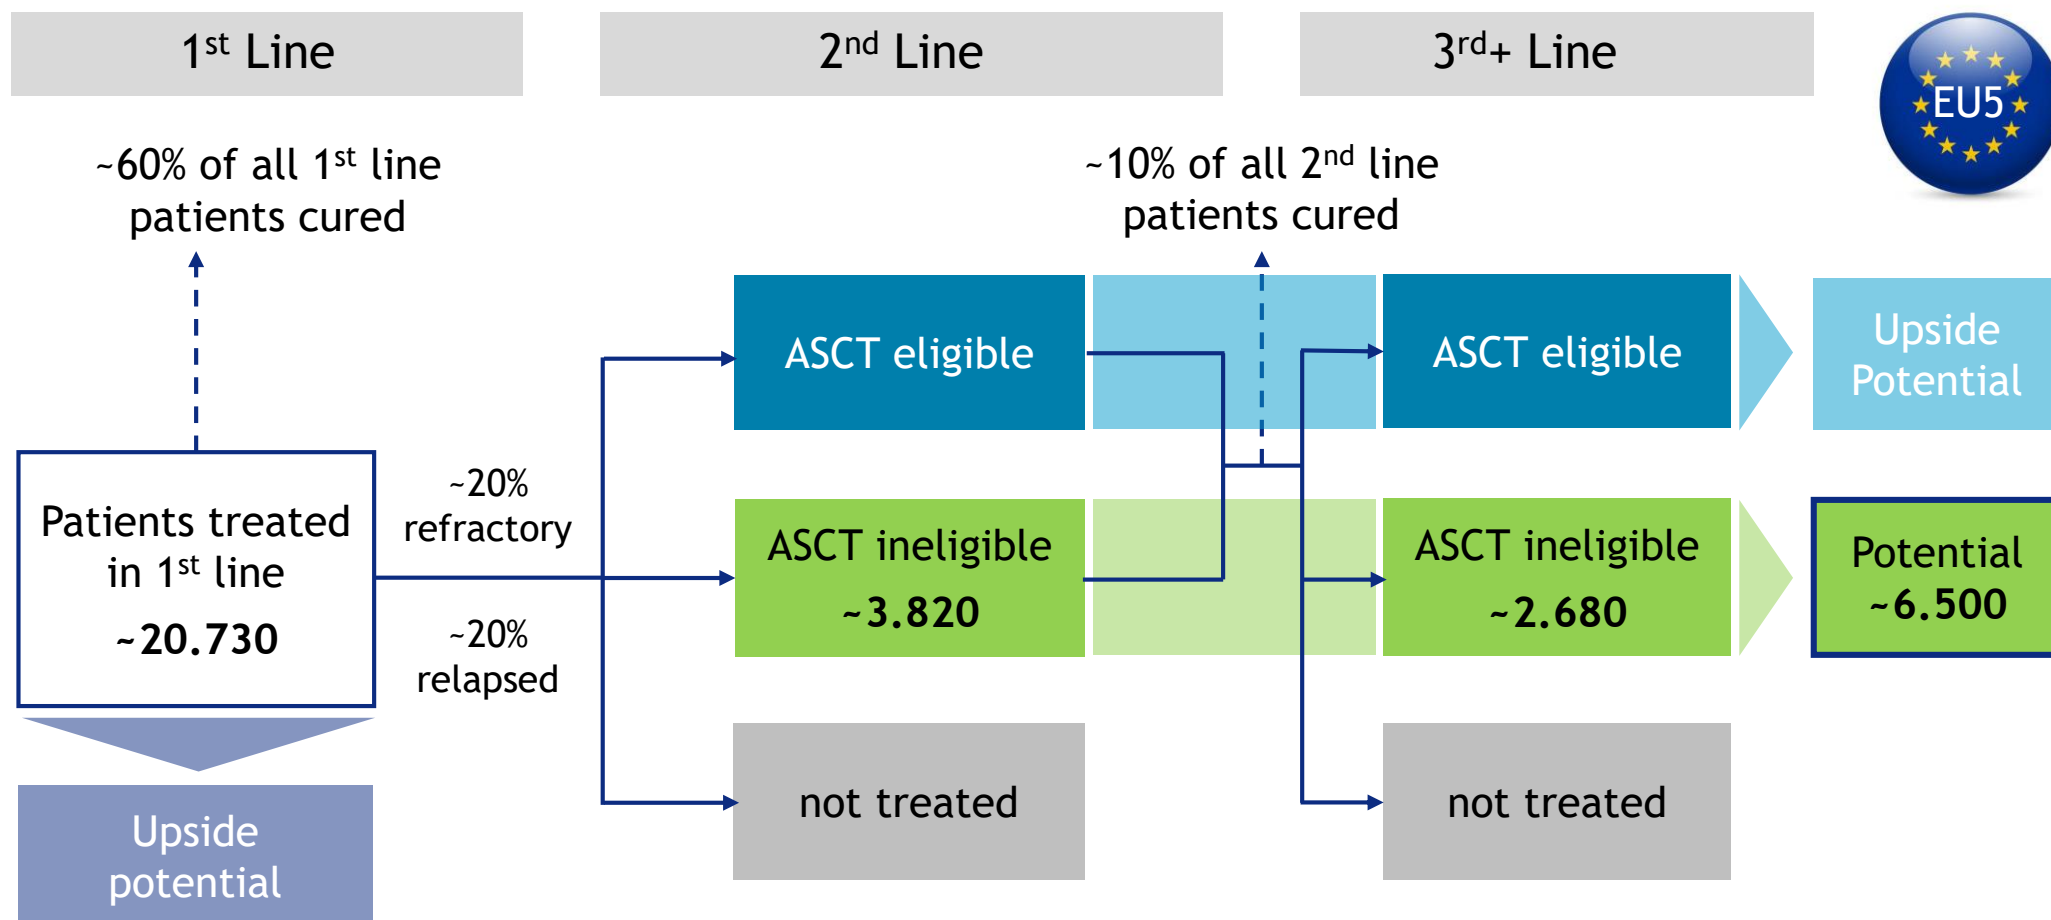 1st Line
2nd Line
3rd+ Line
EU5
~60% of all 1st line
patients cured
~10% of all 2nd line
patients cured
ASCT eligible
ASCT eligible
Upside
Potential
Patients treated
in 1st line
~20.730
~20%
refractory
~20%
relapsed
ASCT ineligible
~3.820
ASCT ineligible
~2.680
Potential
~6.500
not treated
not treated
Upside
potential